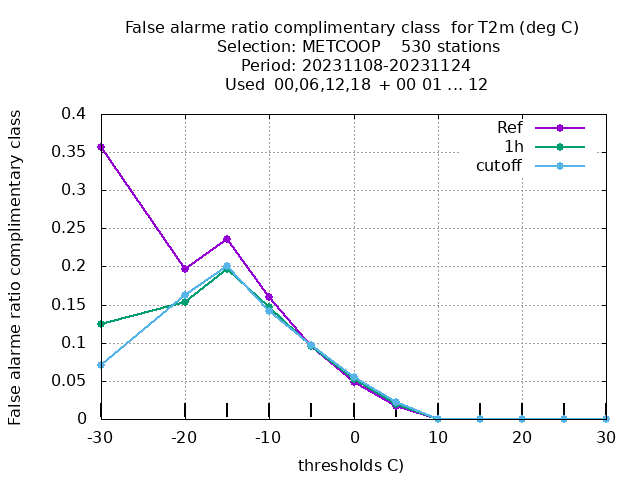 False alarme ratio complimentary class  for T2m (deg C)
Selection: METCOOP    530 stations
Period: 20231108-20231124
Used  00,06,12,18 + 00 01 ... 12
False alarme ratio complimentary class
0.4
0.35
0.3
0.25
0.2
0.15
0.1
0.05
0
Ref
1h
cutoff
-30 -20 -10 0 10 20 30
thresholds C)